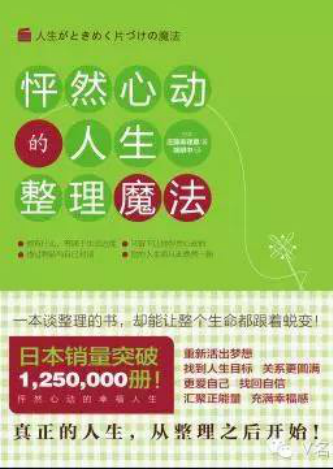 人生がときめく片づけの魔法
怦然心动
的人生
整理魔法
一本谈整理的书，却能让整个生命都跟着蜕变！
日本销量突破
1,250,000册！
怦然心动的幸福人生
重新活出梦想
找到人生目标 关系更圆满
更爱自己 找回自信
汇聚正能量 充满幸福感
真正的人生，从整理之后开始！